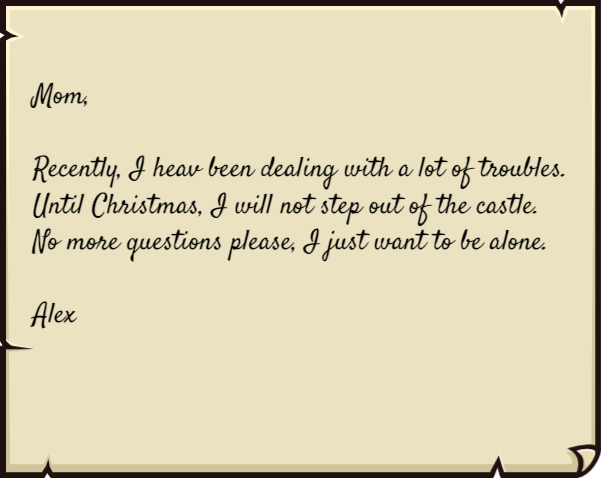 Mom,
Recently, I heav been dealing with a lot of troubles.
Until Christmas, I will not step out of the castle.
No more questions please, I just want to be alone.
Alex